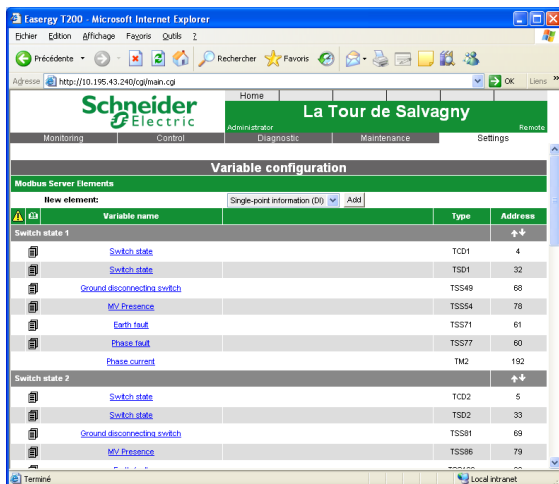 Easergy T200 - Microsoft Internet Explorer
Fichier Edition Affichage Favoris Outils ?
Précédente Rechercher Favoris
Adresse http://10.195.43.240/cgi/main.cgi OK Liens »
Schneider Electric
Home
La Tour de Salvagny
Administrator Remote
Monitoring Control Diagnostic Maintenance Settings
Variable configuration
Modbus Server Elements
New element: Single-point information (DI) Add
Variable name Type Address
Switch state 1
Switch state TCD1 4
Switch state TSD1 32
Ground disconnecting switch TSS49 68
MV Presence TSS54 78
Earth fault TSS71 61
Phase fault TSS77 60
Phase current TM2 192
Switch state 2
Switch state TCD2 5
Switch state TSD2 33
Ground disconnecting switch TSS81 69
MV Presence TSS86 79
Terminé Local intranet